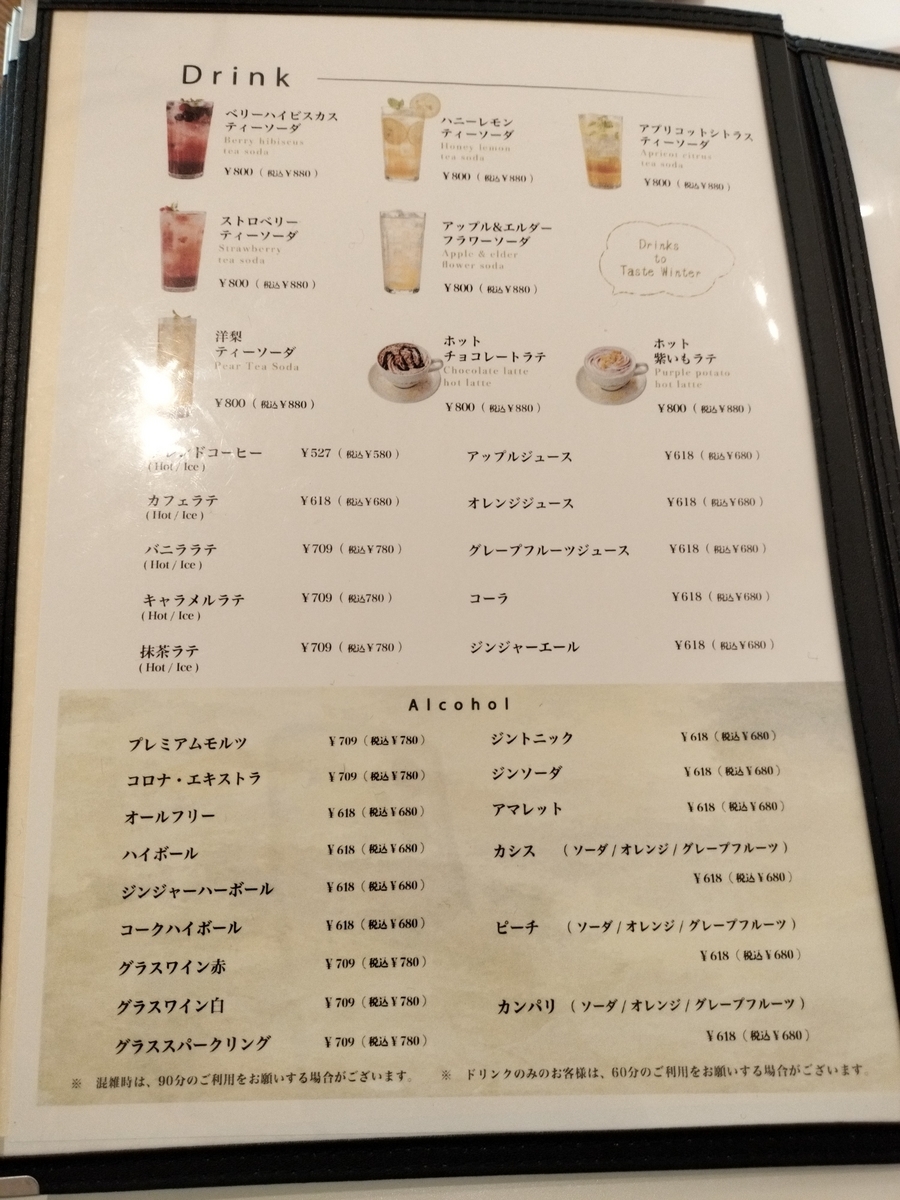 Drink
ベリーハイビスカス
ティーソーダ
Berry hibiscus
tea soda
¥800（税込¥880）
ハニーレモン
ティーソーダ
Honey lemon
tea soda
¥800（税込¥880）
アプリコットシトラス
ティーソーダ
Apricot citrus
tea soda
¥800（税込¥880）
ストロベリー
ティーソーダ
Strawberry
tea soda
¥800（税込¥880）
アップル&エルダー
フラワーソーダ
Apple & elder
flower soda
¥800（税込¥880）
Drinks
to
Taste Winter
洋梨
ティーソーダ
Pear Tea Soda
¥800（税込¥880）
ホット
チョコレートラテ
Chocolate latte
hot latte
¥800（税込¥880）
ホット
紫いもラテ
Purple potato
hot latte
¥800（税込¥880）
ンドコーヒー ¥527（税込¥580）
( Hot / Ice )
カフェラテ ¥618（税込¥680）
( Hot / Ice )
バニララテ ¥709（税込¥780）
( Hot / Ice )
キャラメルラテ ¥709（税込780）
( Hot / Ice )
抹茶ラテ ¥709（税込¥780）
( Hot / Ice )
アップルジュース ¥618（税込¥680）
オレンジジュース ¥618（税込¥680）
グレープフルーツジュース ¥618（税込¥680）
コーラ ¥618（税込¥680）
ジンジャーエール ¥618（税込¥680）
Alcohol
プレミアムモルツ ¥709（税込¥780）
コロナ・エキストラ ¥709（税込¥780）
オールフリー ¥618（税込¥680）
ハイボール ¥618（税込¥680）
ジンジャーハーボール ¥618（税込¥680）
コークハイボール ¥618（税込¥680）
グラスワイン赤 ¥709（税込¥780）
グラスワイン白 ¥709（税込¥780）
グラススパークリング ¥709（税込¥780）
ジントニック ¥618（税込¥680）
ジンソーダ ¥618（税込¥680）
アマレット ¥618（税込¥680）
カシス （ソーダ / オレンジ / グレープフルーツ）
¥618（税込¥680）
ピーチ （ソーダ / オレンジ / グレープフルーツ）
¥618（税込¥680）
カンパリ （ソーダ / オレンジ / グレープフルーツ）
¥618（税込¥680）
※ 混雑時は、90分のご利用をお願いする場合がございます。 ※ ドリンクのみのお客様は、60分のご利用をお願いする場合がございます。